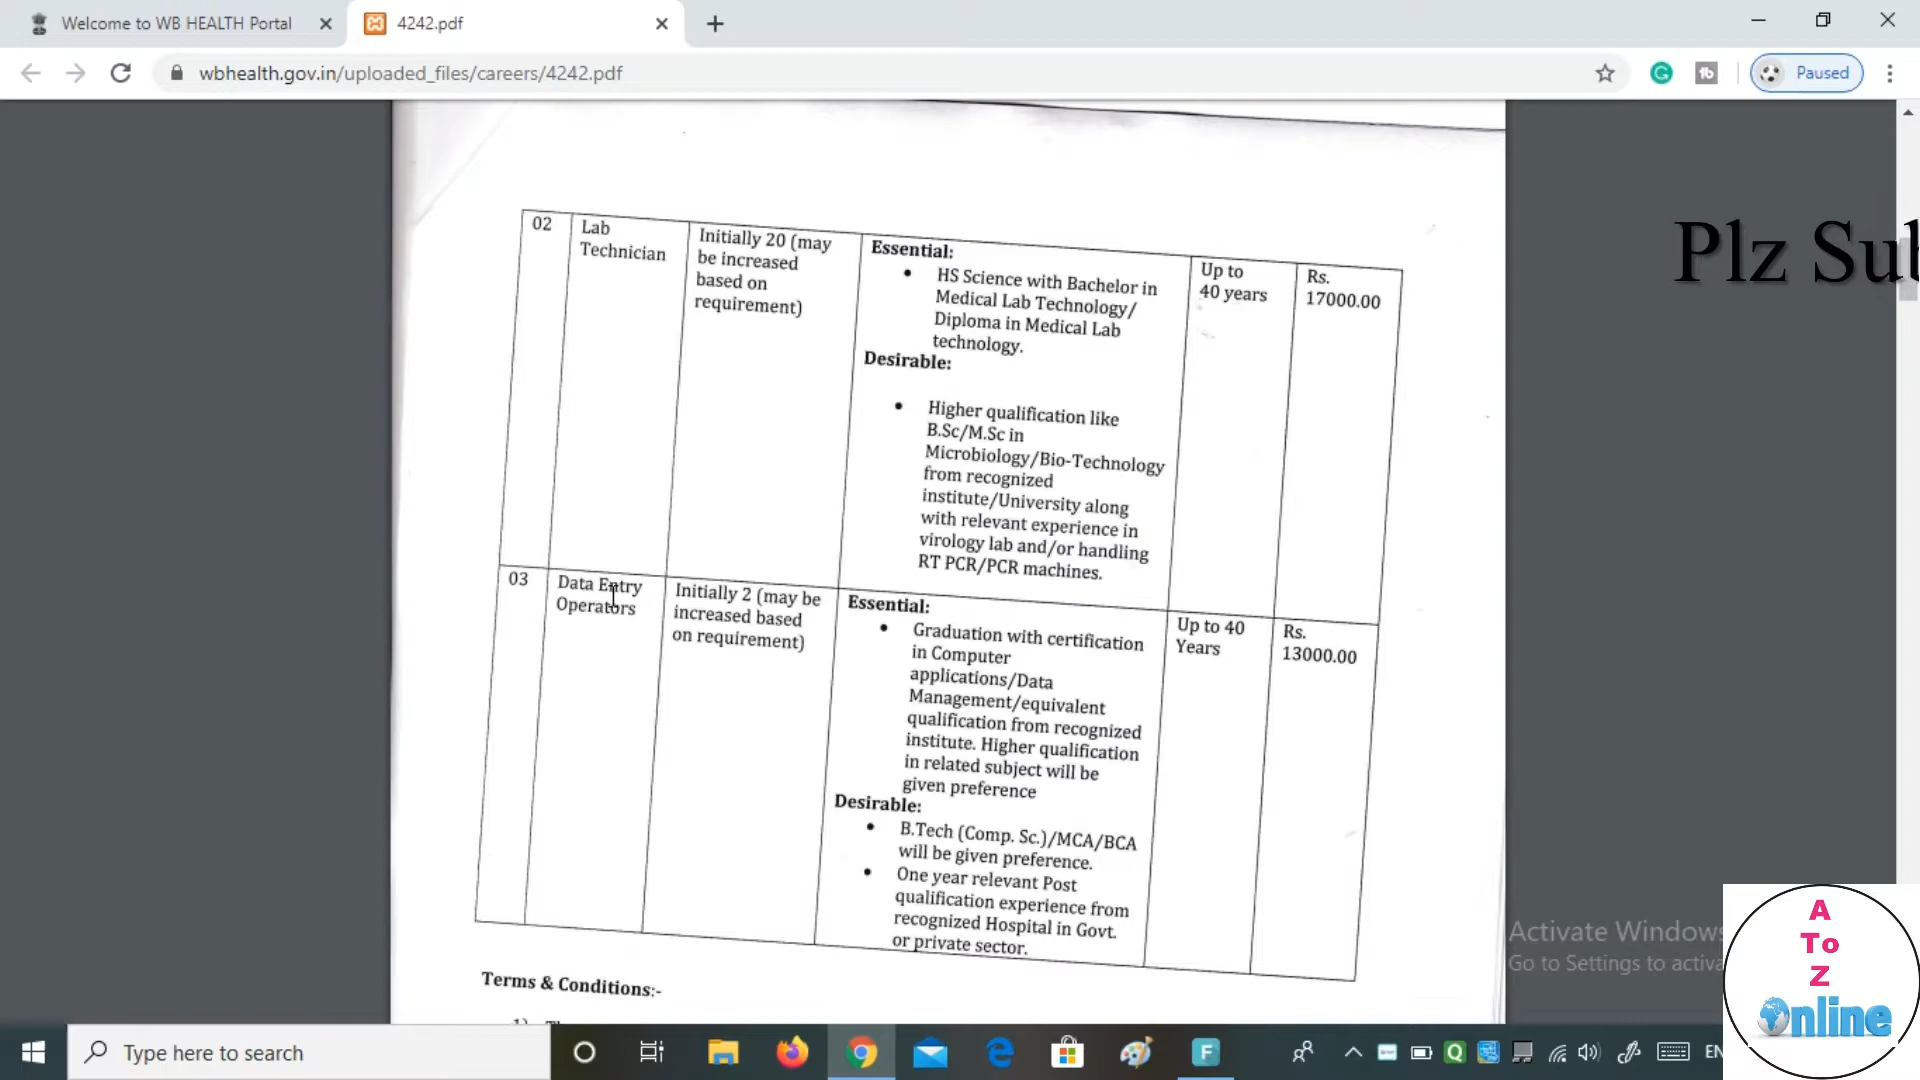 Welcome to WB HEALTH Portal
4242.pdf
wbhealth.gov.in/uploaded_files/careers/4242.pdf
Paused
Plz Sub
02
Lab
Technician
Initially 20 (may
be increased
based on
requirement)
Essential:
• HS Science with Bachelor in
Medical Lab Technology/
Diploma in Medical Lab
technology.
Desirable:
• Higher qualification like
B.Sc/M.Sc in
Microbiology/Bio-Technology
from recognized
institute/University along
with relevant experience in
virology lab and/or handling
RT PCR/PCR machines.
Up to
40 years
Rs.
17000.00
03
Data Entry
Operators
Initially 2 (may be
increased based
on requirement)
Essential:
• Graduation with certification
in Computer
applications/Data
Management/equivalent
qualification from recognized
institute. Higher qualification
in related subject will be
given preference
Desirable:
• B.Tech (Comp. Sc.)/MCA/BCA
will be given preference.
• One year relevant Post
qualification experience from
recognized Hospital in Govt.
or private sector.
Up to 40
Years
Rs.
13000.00
Terms & Conditions:-
Activate Windows
Go to Settings to activa
A
To
Z
Online
Type here to search
EN